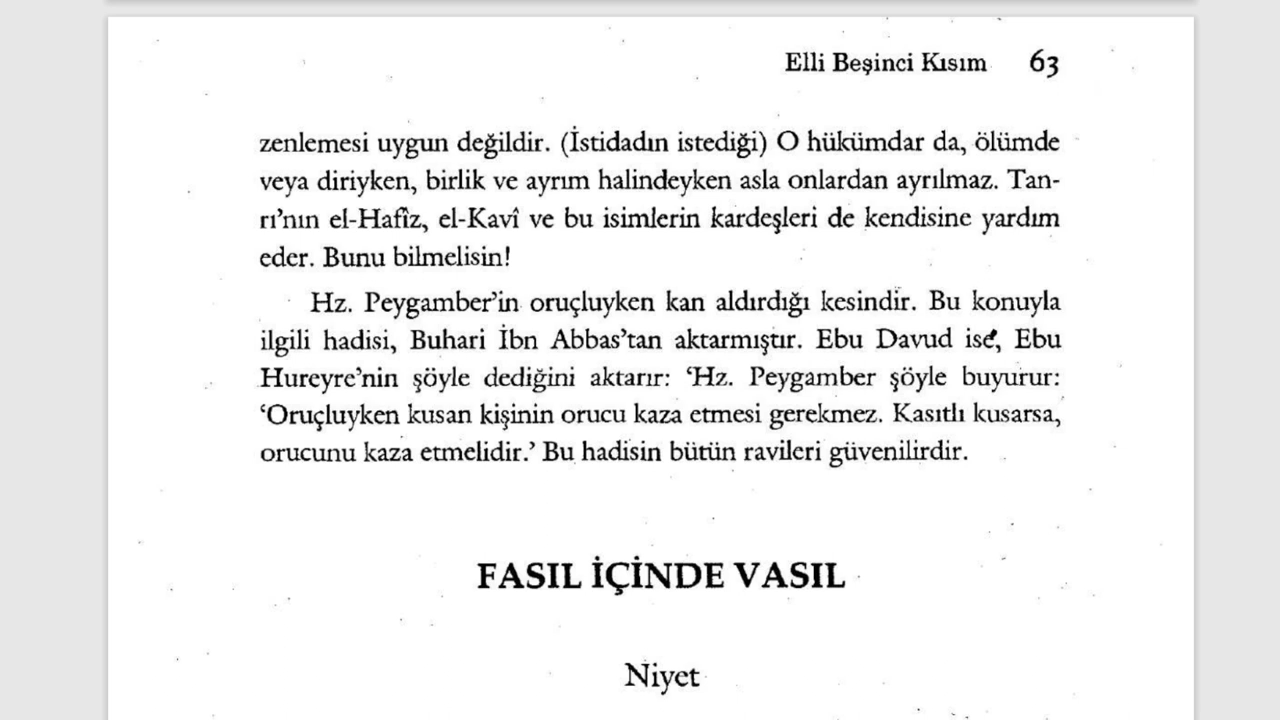 Elli Beşinci Kısım 63
zenlemesi uygun değildir. (İstidadın istediği) O hükümdar da, ölümde
veya diriyken, birlik ve ayrım halindeyken asla onlardan ayrılmaz. Tan-
rı’nın el-Hafîz, el-Kavî ve bu isimlerin kardeşleri de kendisine yardım
eder. Bunu bilmelisin!
Hz. Peygamber’in oruçluyken kan aldırdığı kesindir. Bu konuyla
ilgili hadisi, Buhari İbn Abbas’tan aktarmıştır. Ebu Davud ise, Ebu
Hureyre’nin şöyle dediğini aktarır: ‘Hz. Peygamber şöyle buyurur:
‘Oruçluyken kusan kişinin orucu kaza etmesi gerekmez. Kasıtlı kusarsa,
orucunu kaza etmelidir.’ Bu hadisin bütün ravileri güvenilirdir.
FASIL İÇİNDE VASIL
Niyet